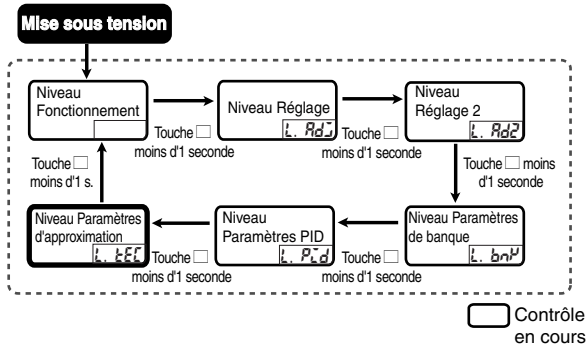 Mise sous tension
Niveau
Fonctionnement
Touche
moins d'1 seconde
Niveau Réglage
L. AdJ
Touche
moins d'1 seconde
Niveau
Réglage 2
L. Ad2
Touche moins
d'1 seconde
Niveau Paramètres
de banque
L. bnK
Touche
moins d'1 seconde
Niveau
Paramètres PID
L. Pid
Touche
moins d'1 seconde
Niveau Paramètres
d'approximation
L. tEC
Touche
moins d'1 s.
Contrôle
en cours